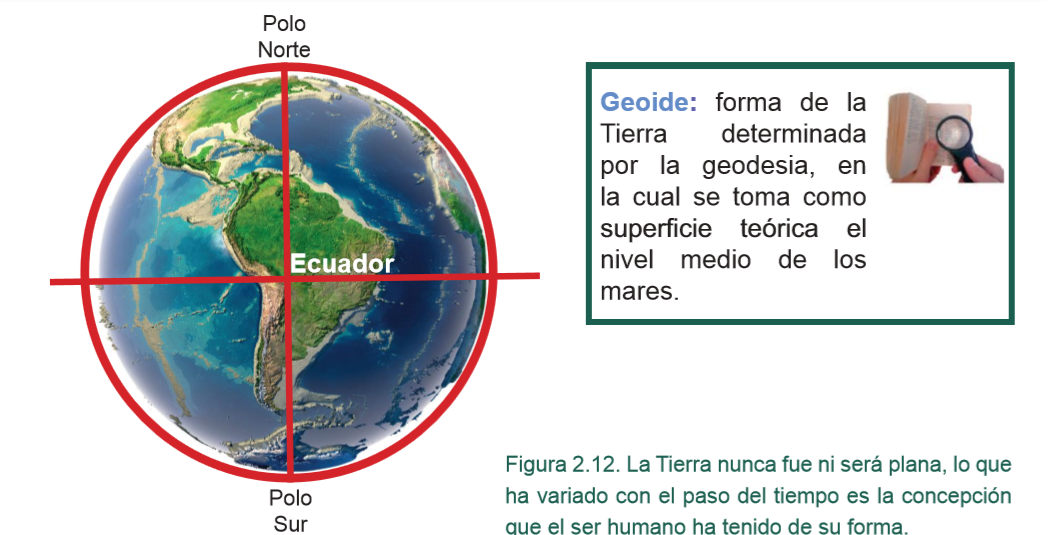 Polo
Norte
Ecuador
Polo
Sur
Geoide: forma de la
Tierra determinada
por la geodesia, en
la cual se toma como
superficie teórica el
nivel medio de los
mares.
Figura 2.12. La Tierra nunca fue ni será plana, lo que
ha variado con el paso del tiempo es la concepción
que el ser humano ha tenido de su forma.